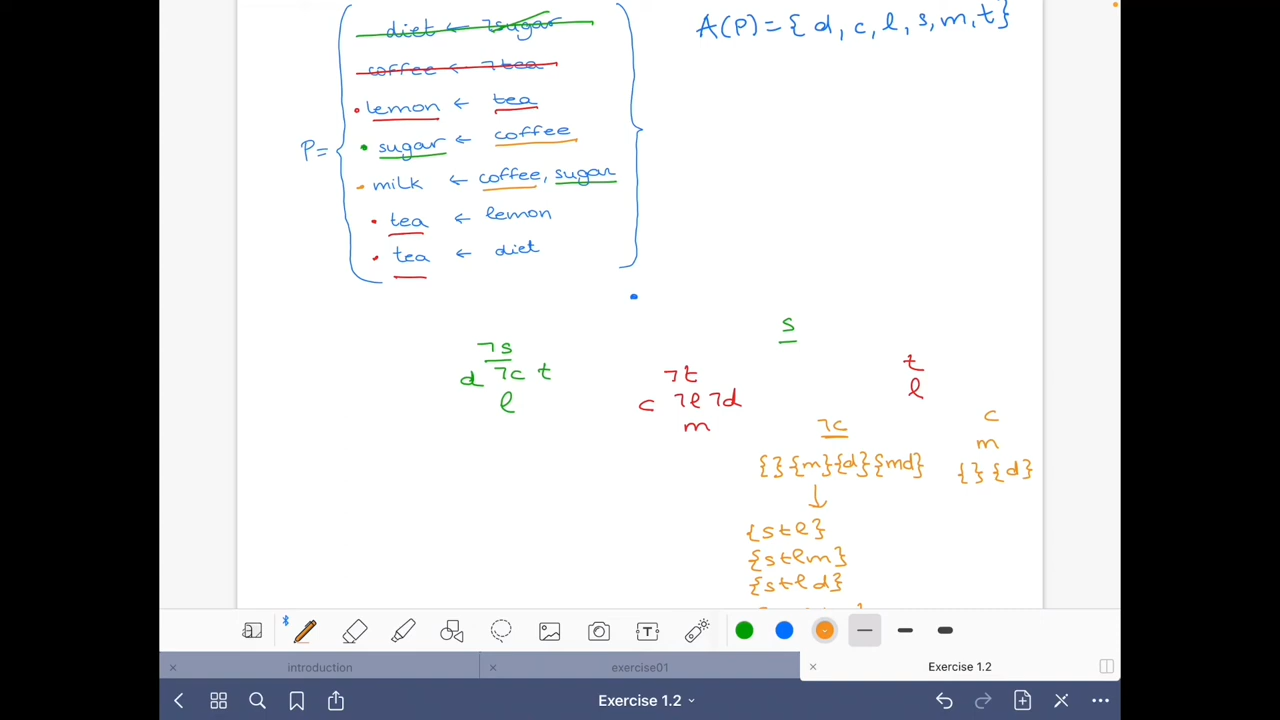 diet ← ¬sugar
A(P) = { d, c, l, s, m, t }
coffee ← ¬tea
lemon ← tea
sugar ← coffee
P =
milk ← coffee, sugar
tea ← lemon
tea ← diet
s
¬s
d ¬c t
l
¬t
c ¬l ¬d
m
t
l
¬c
{} {m} {d} {md}
↓
{s t l}
{s t l m}
{s t l d}
c
m
{} {d}
introduction
exercise01
Exercise 1.2
Exercise 1.2